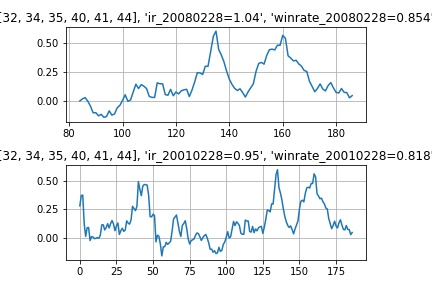 [32, 34, 35, 40, 41, 44], 'ir_20080228=1.04', 'winrate_20080228=0.854'
0.50
0.25
0.00
80 100 120 140 160 180
[32, 34, 35, 40, 41, 44], 'ir_20010228=0.95', 'winrate_20010228=0.818'
0.50
0.25
0.00
0 25 50 75 100 125 150 175